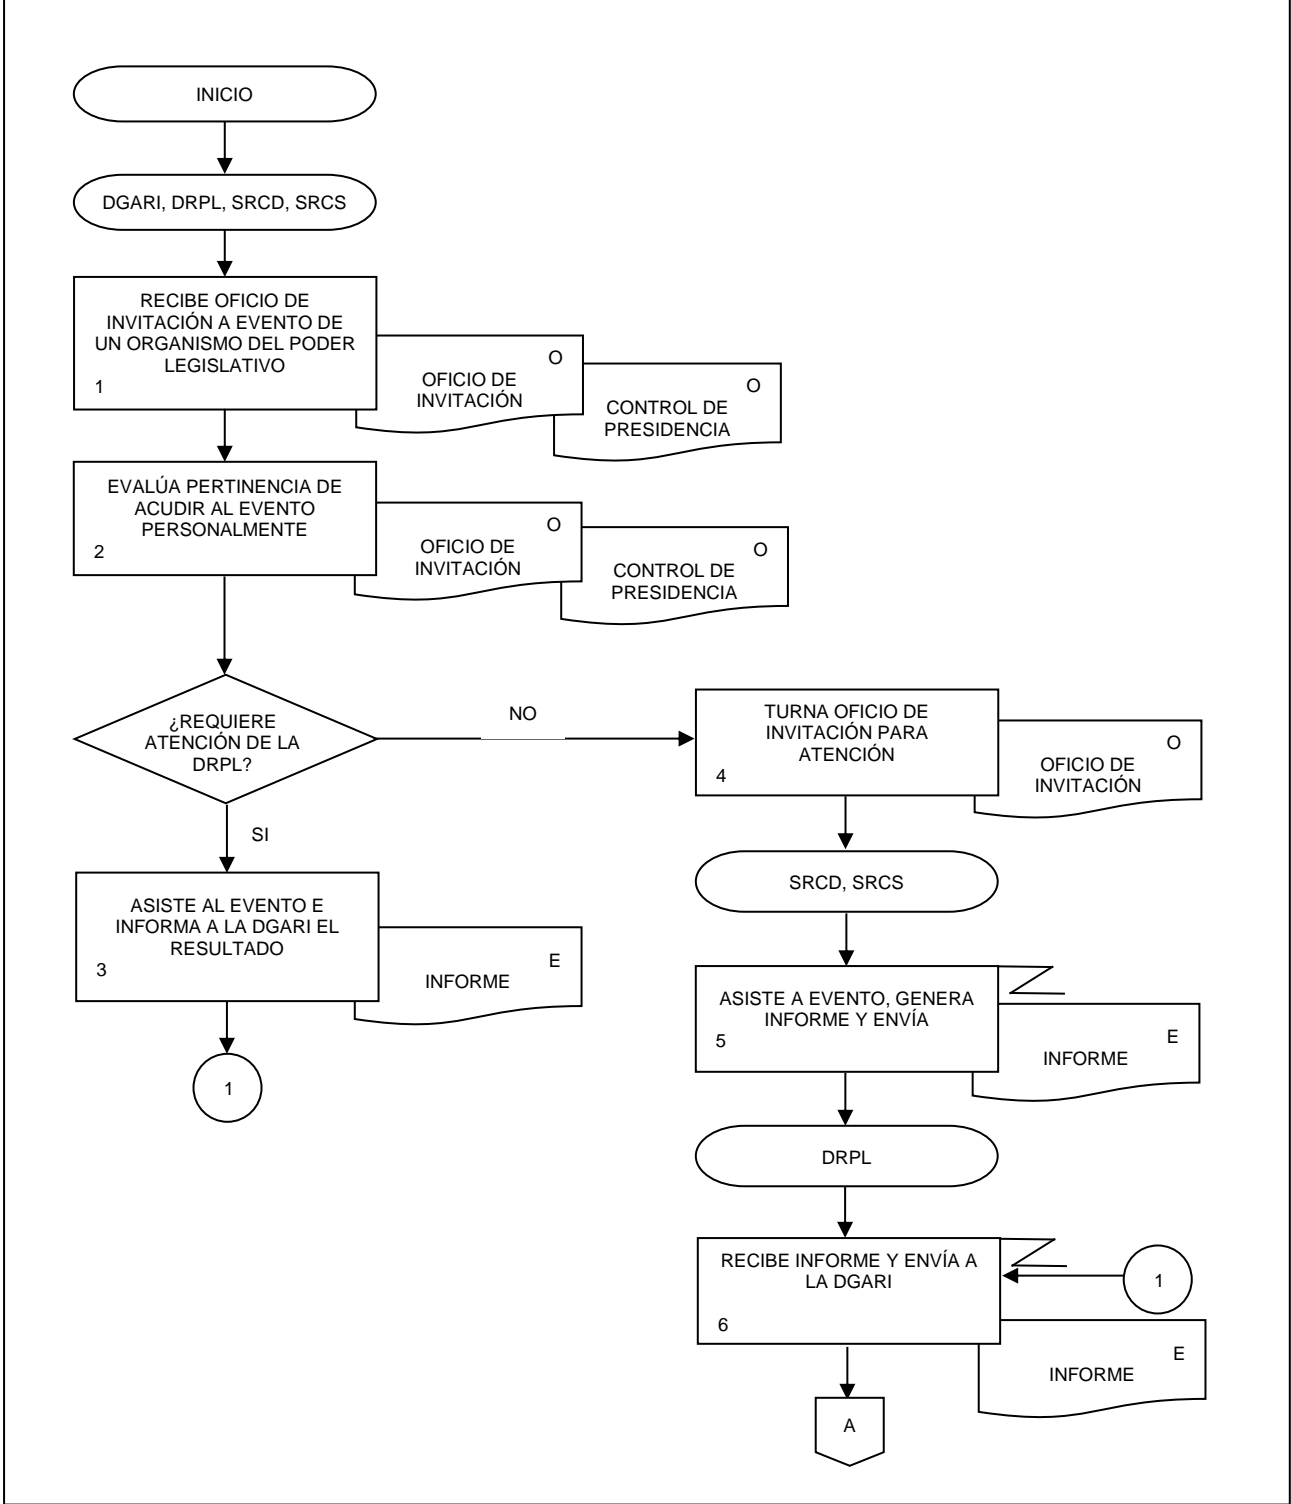 INICIO
DGARI, DRPL, SRCD, SRCS
RECIBE OFICIO DE
INVITACIÓN A EVENTO DE
UN ORGANISMO DEL PODER
LEGISLATIVO
1
O
OFICIO DE
INVITACIÓN
O
CONTROL DE
PRESIDENCIA
EVALÚA PERTINENCIA DE
ACUDIR AL EVENTO
PERSONALMENTE
2
O
OFICIO DE
INVITACIÓN
O
CONTROL DE
PRESIDENCIA
¿REQUIERE
ATENCIÓN DE LA
DRPL?
NO
SI
ASISTE AL EVENTO E
INFORMA A LA DGARI EL
RESULTADO
3
E
INFORME
1
TURNA OFICIO DE
INVITACIÓN PARA
ATENCIÓN
4
O
OFICIO DE
INVITACIÓN
SRCD, SRCS
ASISTE A EVENTO, GENERA
INFORME Y ENVÍA
5
E
INFORME
DRPL
RECIBE INFORME Y ENVÍA A
LA DGARI
6
1
E
INFORME
A